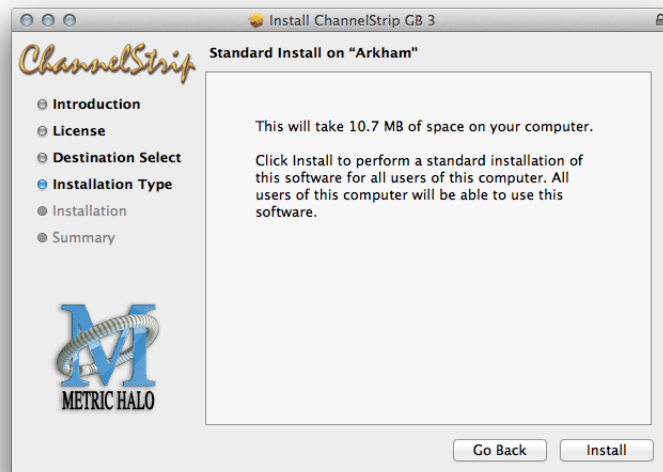 Install ChannelStrip GB 3
ChannelStrip
Standard Install on “Arkham”
Introduction
License
Destination Select
Installation Type
Installation
Summary
This will take 10.7 MB of space on your computer.
Click Install to perform a standard installation of
this software for all users of this computer. All
users of this computer will be able to use this
software.
M
METRIC HALO
Go Back
Install